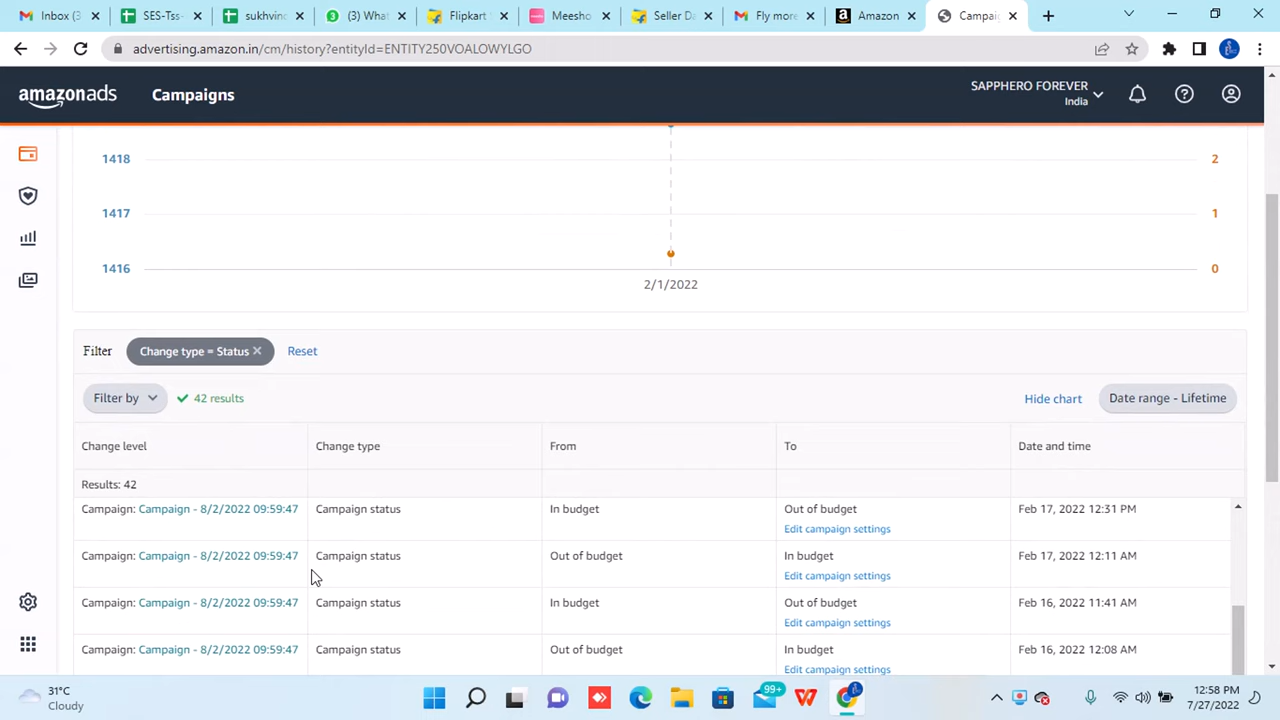 Inbox (3
SES-Tss-
sukhvinc
(3) What
Flipkart
Meesho
Seller Da
Fly more
Amazon
Campai
advertising.amazon.in/cm/history?entityId=ENTITY250VOALOWYLGO
amazonads
Campaigns
SAPPHERO FOREVER
India
1418
2
1417
1
1416
0
2/1/2022
Filter
Change type = Status
Reset
Filter by
42 results
Hide chart
Date range - Lifetime
Change level
Change type
From
To
Date and time
Results: 42
Campaign: Campaign - 8/2/2022 09:59:47
Campaign status
In budget
Out of budget
Edit campaign settings
Feb 17, 2022 12:31 PM
Campaign: Campaign - 8/2/2022 09:59:47
Campaign status
Out of budget
In budget
Edit campaign settings
Feb 17, 2022 12:11 AM
Campaign: Campaign - 8/2/2022 09:59:47
Campaign status
In budget
Out of budget
Edit campaign settings
Feb 16, 2022 11:41 AM
Campaign: Campaign - 8/2/2022 09:59:47
Campaign status
Out of budget
In budget
Edit campaign settings
Feb 16, 2022 12:08 AM
31°C
Cloudy
99+
12:58 PM
7/27/2022